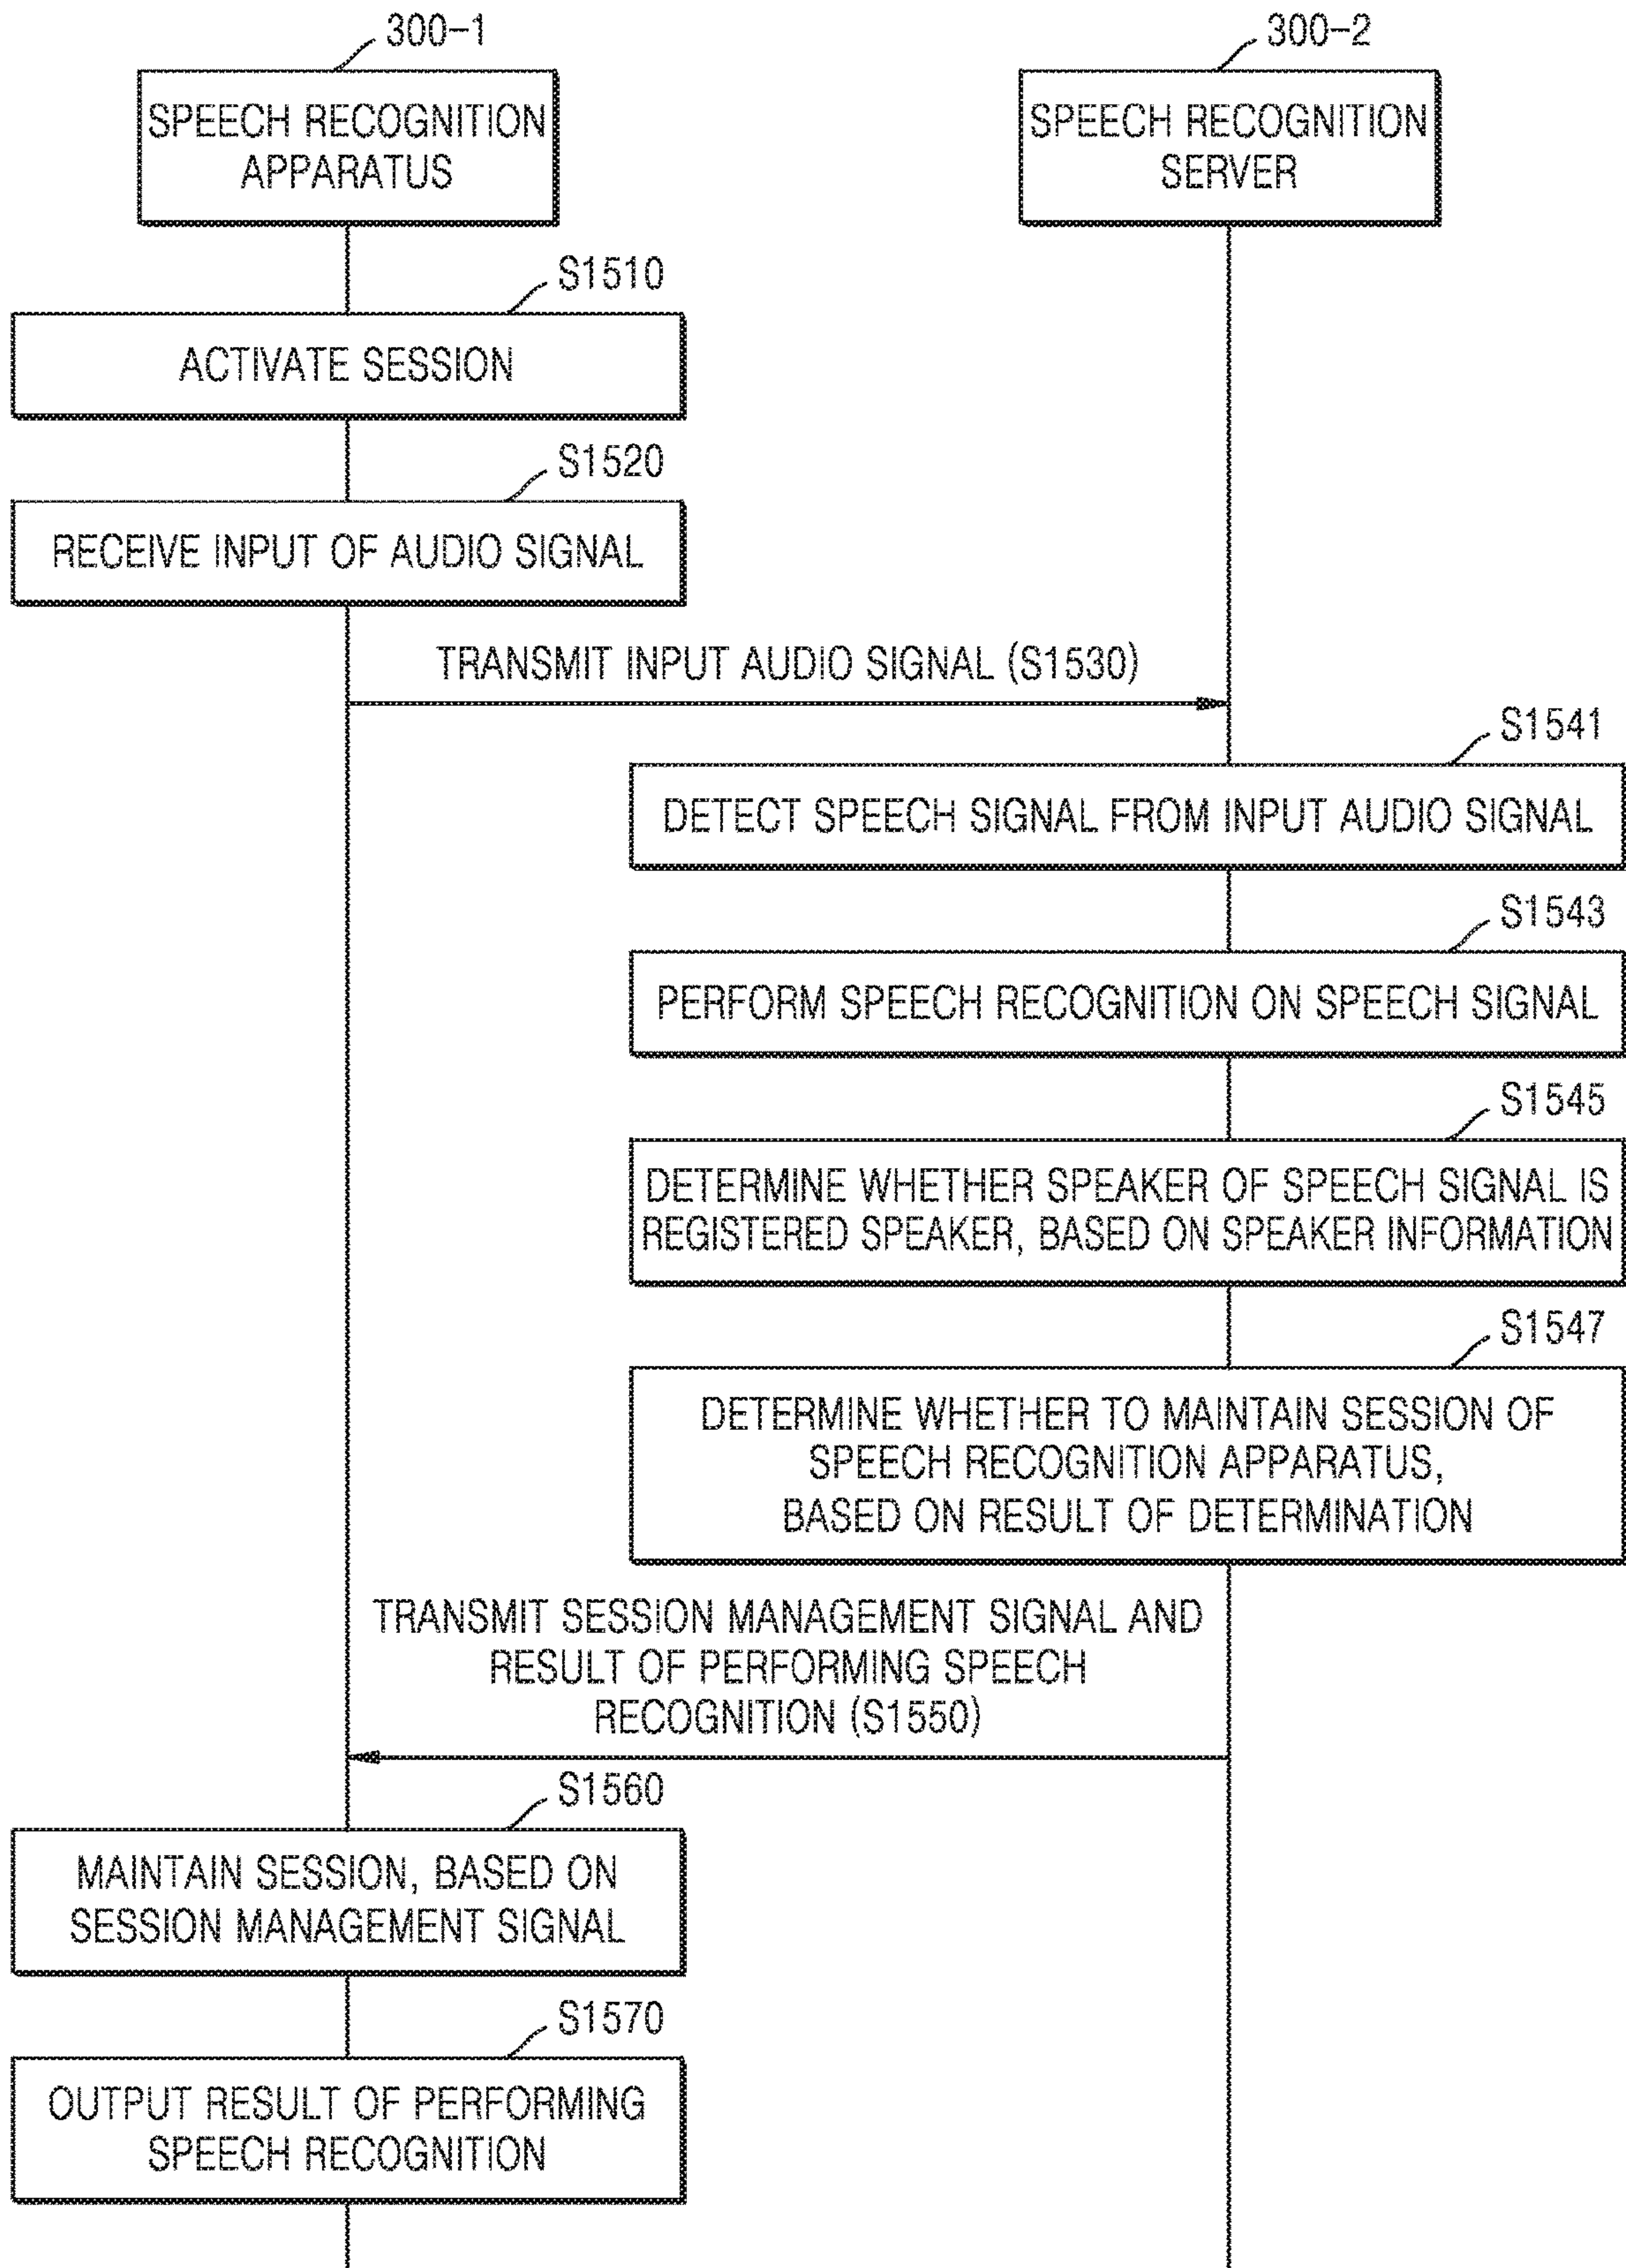 300-1
300-2
SPEECH RECOGNITION
APPARATUS
SPEECH RECOGNITION
SERVER
S1510
ACTIVATE SESSION
S1520
RECEIVE INPUT OF AUDIO SIGNAL
TRANSMIT INPUT AUDIO SIGNAL (S1530)
S1541
DETECT SPEECH SIGNAL FROM INPUT AUDIO SIGNAL
S1543
PERFORM SPEECH RECOGNITION ON SPEECH SIGNAL
S1545
DETERMINE WHETHER SPEAKER OF SPEECH SIGNAL IS
REGISTERED SPEAKER, BASED ON SPEAKER INFORMATION
S1547
DETERMINE WHETHER TO MAINTAIN SESSION OF
SPEECH RECOGNITION APPARATUS,
BASED ON RESULT OF DETERMINATION
TRANSMIT SESSION MANAGEMENT SIGNAL AND
RESULT OF PERFORMING SPEECH
RECOGNITION (S1550)
S1560
MAINTAIN SESSION, BASED ON
SESSION MANAGEMENT SIGNAL
S1570
OUTPUT RESULT OF PERFORMING
SPEECH RECOGNITION